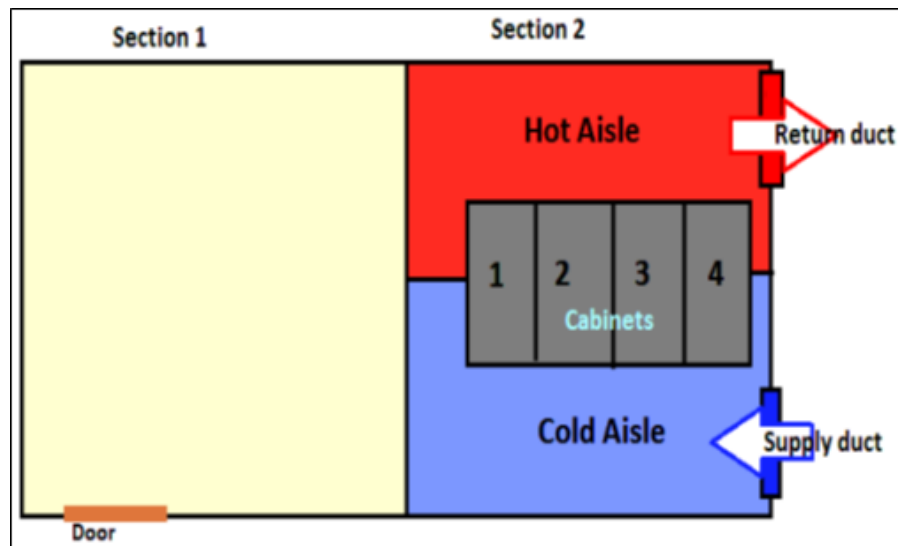 Section 1
Section 2
Hot Aisle
Return duct
1 2 3 4
Cabinets
Cold Aisle
Supply duct
Door